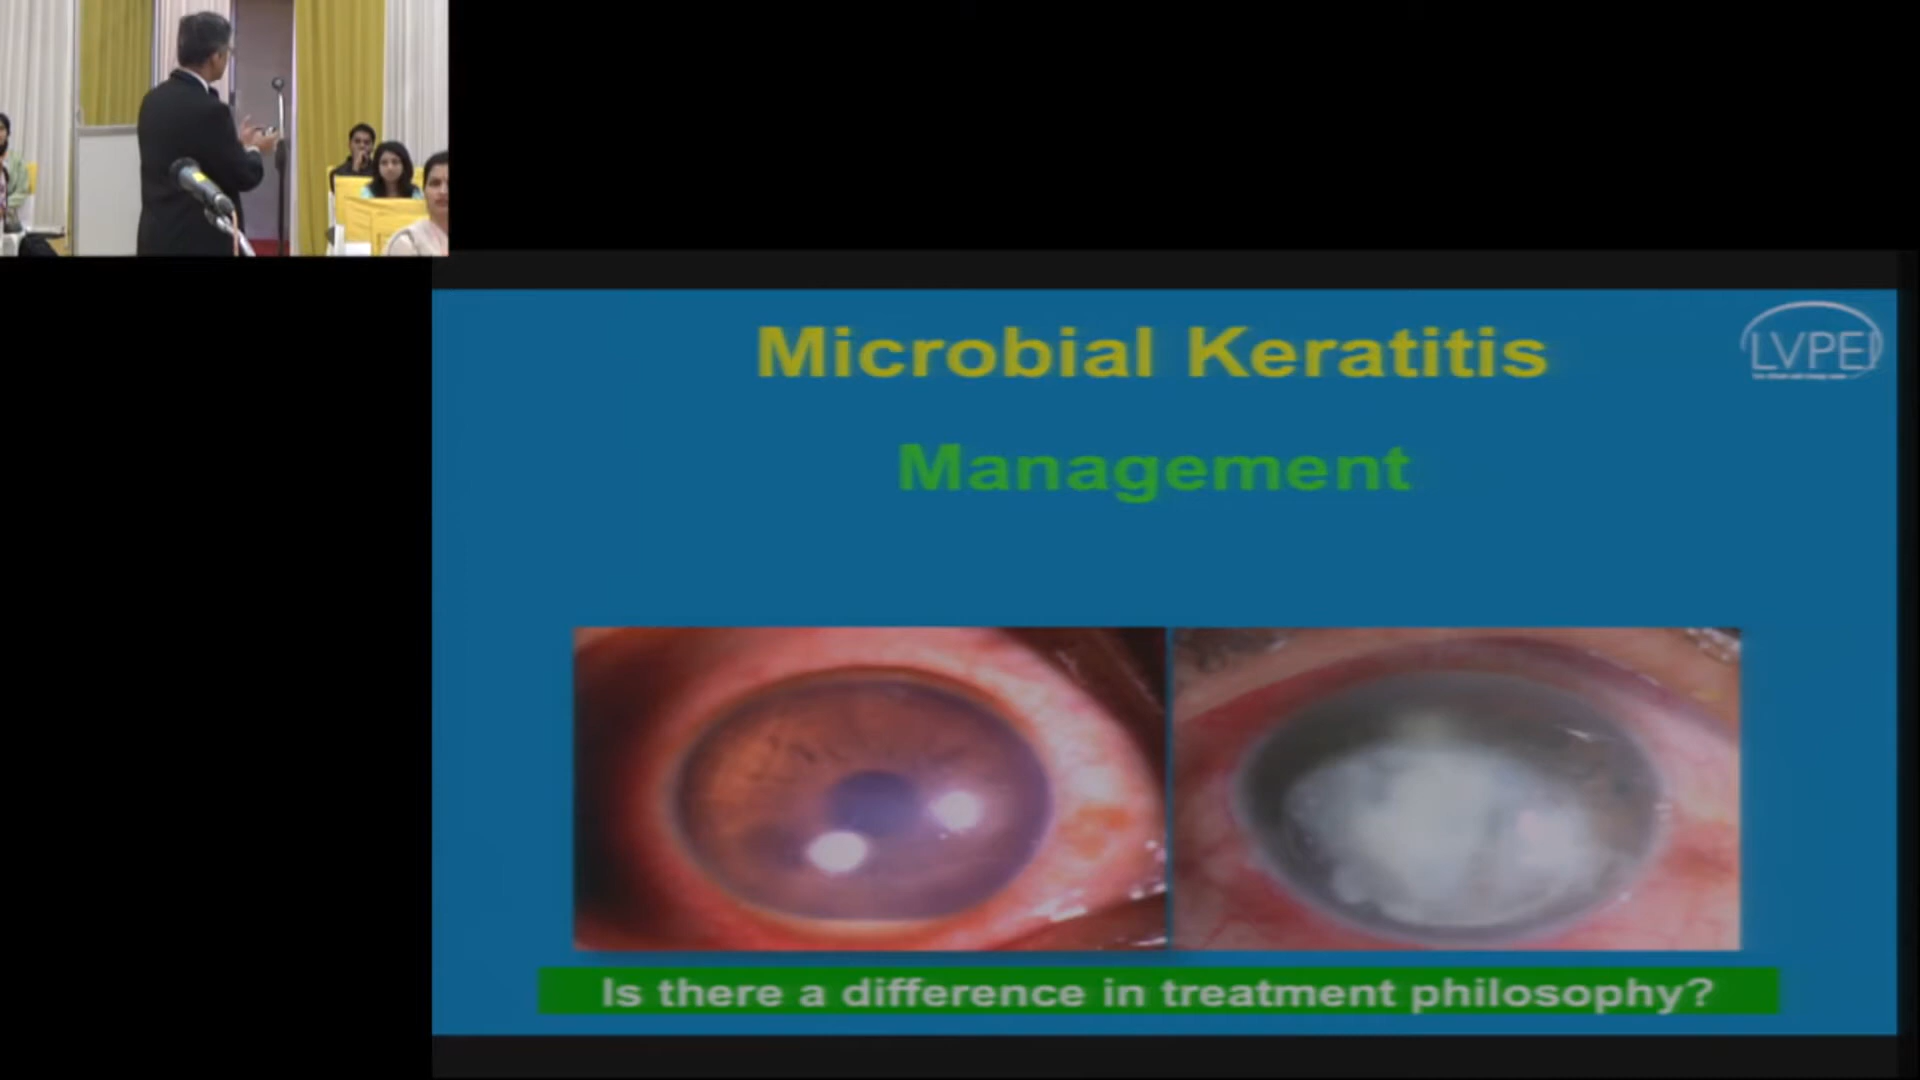 Microbial Keratitis
LVPEI
Management
Is there a difference in treatment philosophy?